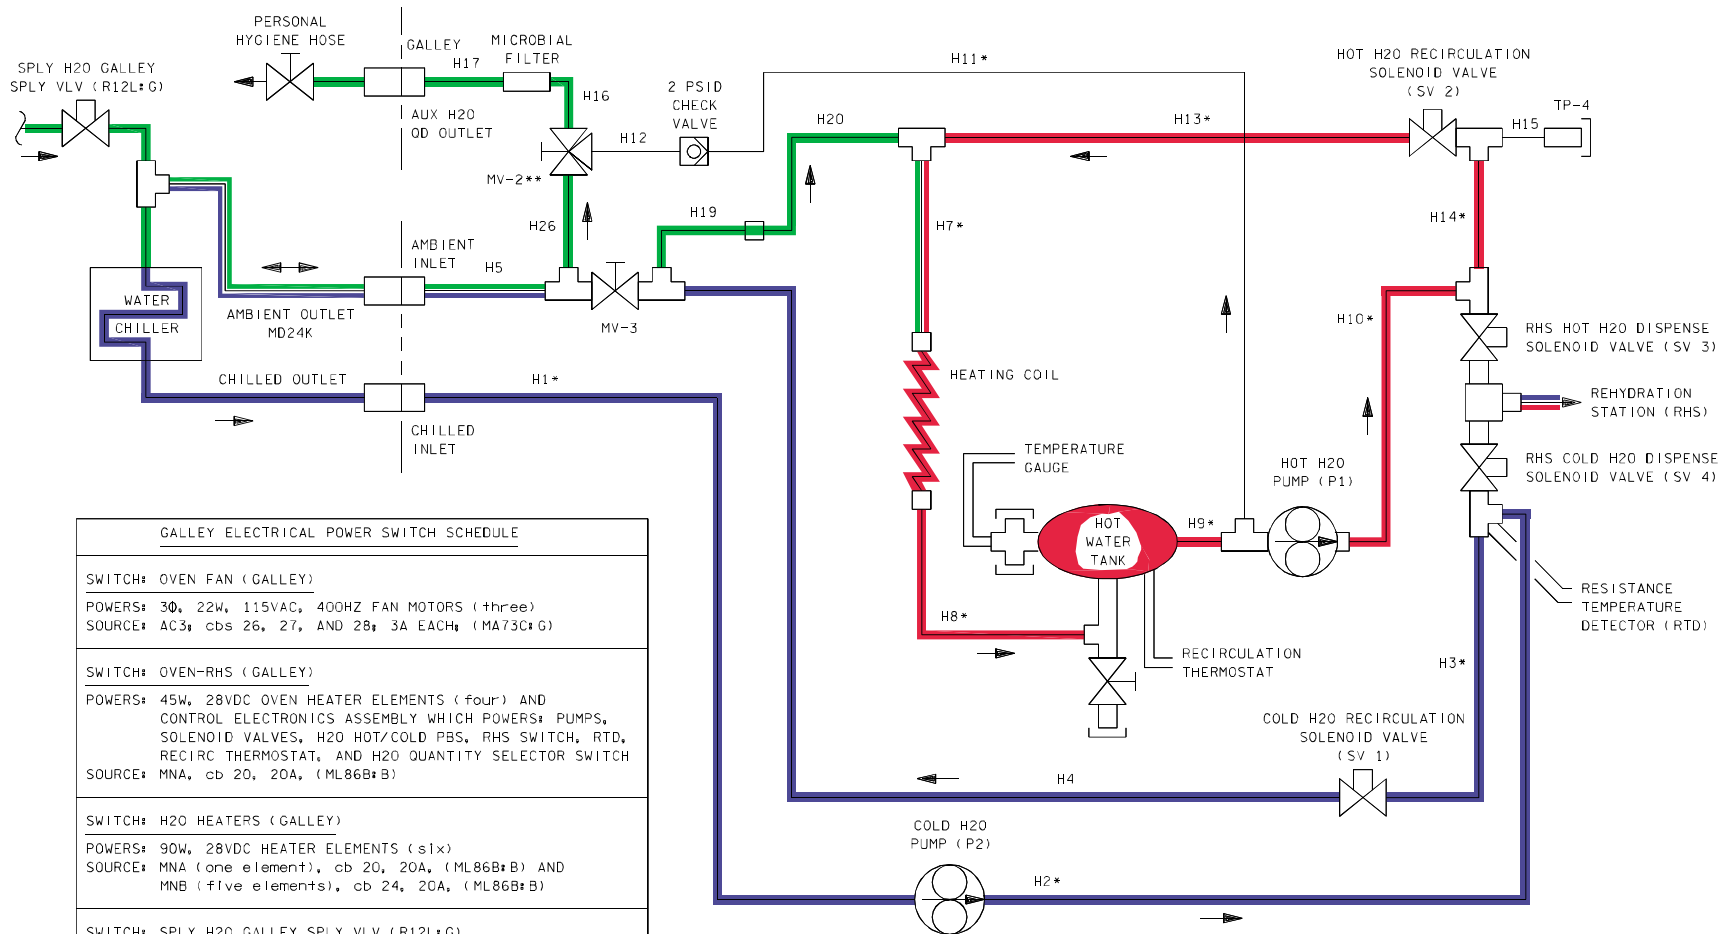 PERSONAL
HYGIENE HOSE
GALLEY
H17
MICROBIAL
FILTER
H11*
HOT H2O RECIRCULATION
SOLENOID VALVE
(SV 2)
SPLY H2O GALLEY
SPLY VLV (R12L:G)
H16
2 PSID
CHECK
VALVE
AUX H2O
QD OUTLET
H12
H20
H13*
H15
TP-4
MV-2**
H26
H19
H7*
H14*
AMBIENT
INLET
H5
WATER
CHILLER
AMBIENT OUTLET
MD24K
MV-3
H10*
RHS HOT H2O DISPENSE
SOLENOID VALVE (SV 3)
CHILLED OUTLET
H1*
HEATING COIL
REHYDRATION
STATION (RHS)
CHILLED
INLET
TEMPERATURE
GAUGE
HOT H2O
PUMP (P1)
RHS COLD H2O DISPENSE
SOLENOID VALVE (SV 4)
HOT
WATER
TANK
H9*
RESISTANCE
TEMPERATURE
DETECTOR (RTD)
H8*
RECIRCULATION
THERMOSTAT
H3*
COLD H2O RECIRCULATION
SOLENOID VALVE
(SV 1)
H4
COLD H2O
PUMP (P2)
H2*
GALLEY ELECTRICAL POWER SWITCH SCHEDULE
SWITCH: OVEN FAN (GALLEY)
POWERS: 3Φ, 22W, 115VAC, 400HZ FAN MOTORS (three)
SOURCE: AC3; cbs 26, 27, AND 28; 3A EACH; (MA73C:G)
SWITCH: OVEN-RHS (GALLEY)
POWERS: 45W, 28VDC OVEN HEATER ELEMENTS (four) AND
CONTROL ELECTRONICS ASSEMBLY WHICH POWERS: PUMPS,
SOLENOID VALVES, H2O HOT/COLD PBS, RHS SWITCH, RTD,
RECIRC THERMOSTAT, AND H2O QUANTITY SELECTOR SWITCH
SOURCE: MNA, cb 20, 20A, (ML86B:B)
SWITCH: H2O HEATERS (GALLEY)
POWERS: 90W, 28VDC HEATER ELEMENTS (six)
SOURCE: MNA (one element), cb 20, 20A, (ML86B:B) AND
MNB (five elements), cb 24, 20A, (ML86B:B)
SWITCH: SPLY H2O GALLEY SPLY VLV (R12L:G)